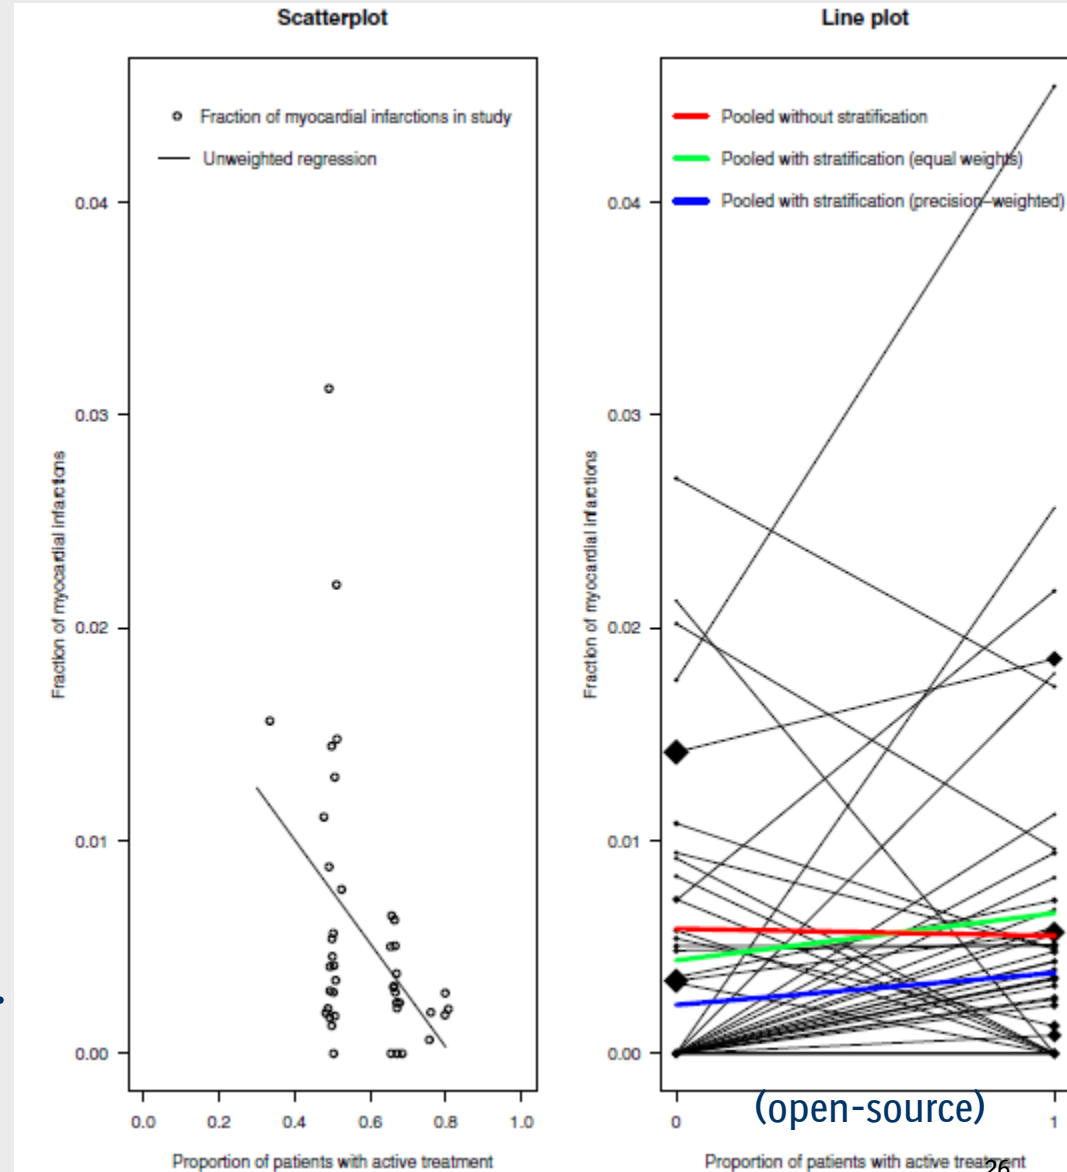 Scatterplot
Fraction of myocardial infarctions in study
Unweighted regression
Fraction of myocardial infarctions
0.04
0.03
0.02
0.01
0.00
0.0 0.2 0.4 0.6 0.8 1.0
Proportion of patients with active treatment
Line plot
Pooled without stratification
Pooled with stratification (equal weights)
Pooled with stratification (precision–weighted)
Fraction of myocardial infarctions
0.04
0.03
0.02
0.01
0.00
0 1
(open-source)
Proportion of patients with active treatment
26